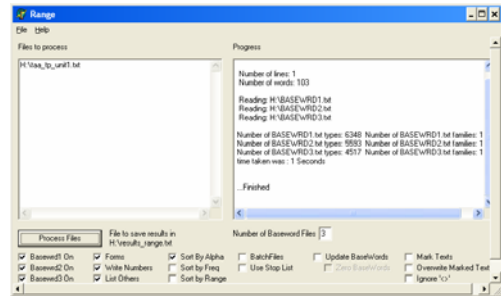 Range
File Help
Files to process
Progress
H:\taa_tp_unit1.txt
Number of lines: 1
Number of words: 103
Reading: H:\BASEWRD1.txt
Reading: H:\BASEWRD2.txt
Reading: H:\BASEWRD3.txt
Number of BASEWRD1.txt types: 6348 Number of BASEWRD1.txt families: 1
Number of BASEWRD2.txt types: 5593 Number of BASEWRD2.txt families: 1
Number of BASEWRD3.txt types: 4517 Number of BASEWRD3.txt families: 1
time taken was : 1 Seconds
...Finished
Process Files
File to save results in
H:\results_range.txt
Number of Baseword Files 3
Basewd1 On Forms Sort By Alpha BatchFiles Update BaseWords Mark Texts
Basewd2 On Write Numbers Sort by Freq Use Stop List Zero BaseWords Overwrite Marked Text
Basewd3 On List Others Sort by Range Ignore '<>'